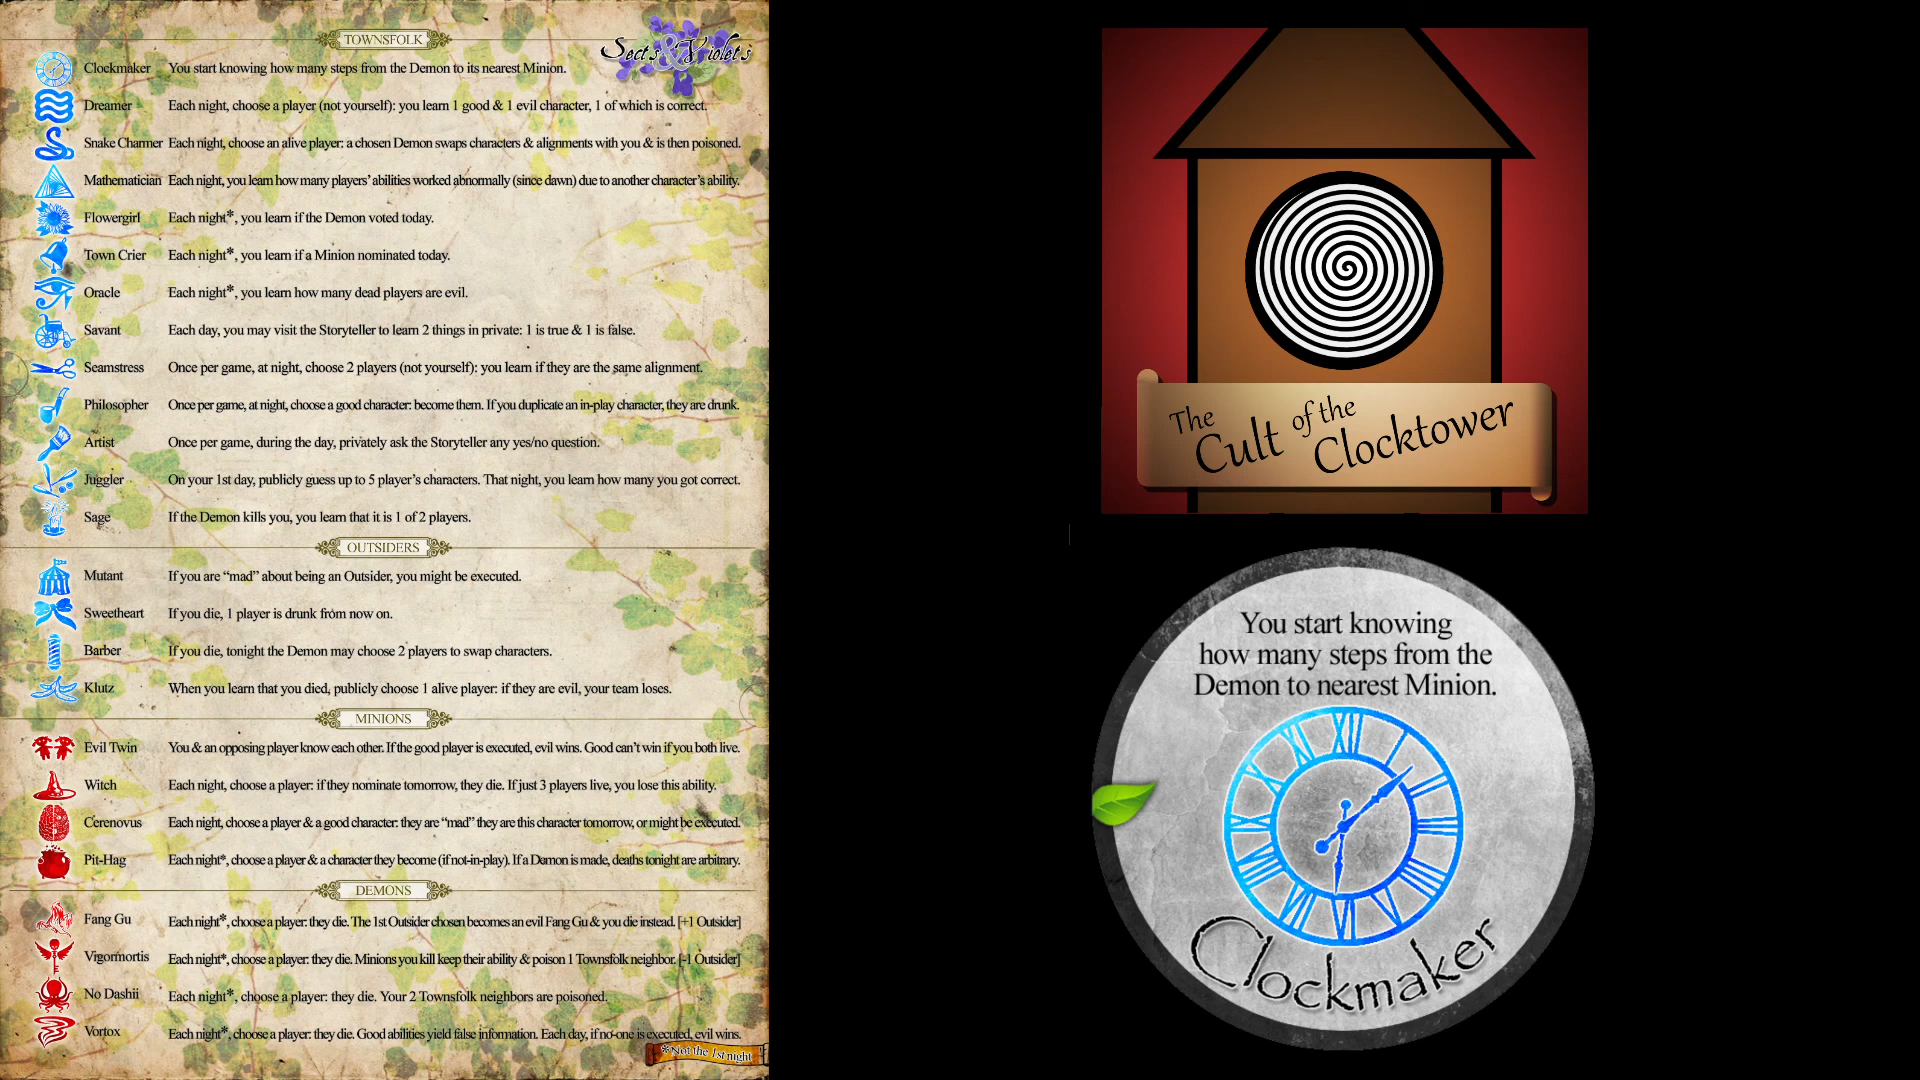 TOWNSFOLK
Sects & Violets
Clockmaker You start knowing how many steps from the Demon to its nearest Minion.
Dreamer Each night, choose a player (not yourself): you learn 1 good & 1 evil character, 1 of which is correct.
Snake Charmer Each night, choose an alive player: a chosen Demon swaps characters & alignments with you & is then poisoned.
Mathematician Each night, you learn how many players' abilities worked abnormally (since dawn) due to another character's ability.
Flowergirl Each night*, you learn if the Demon voted today.
Town Crier Each night*, you learn if a Minion nominated today.
Oracle Each night*, you learn how many dead players are evil.
Savant Each day, you may visit the Storyteller to learn 2 things in private: 1 is true & 1 is false.
Seamstress Once per game, at night, choose 2 players (not yourself): you learn if they are the same alignment.
Philosopher Once per game, at night, choose a good character: become them. If you duplicate an in-play character, they are drunk.
Artist Once per game, during the day, privately ask the Storyteller any yes/no question.
Juggler On your 1st day, publicly guess up to 5 player's characters. That night, you learn how many you got correct.
Sage If the Demon kills you, you learn that it is 1 of 2 players.
OUTSIDERS
Mutant If you are “mad” about being an Outsider, you might be executed.
Sweetheart If you die, 1 player is drunk from now on.
Barber If you die, tonight the Demon may choose 2 players to swap characters.
Klutz When you learn that you died, publicly choose 1 alive player: if they are evil, your team loses.
MINIONS
Evil Twin You & an opposing player know each other. If the good player is executed, evil wins. Good can't win if you both live.
Witch Each night, choose a player: if they nominate tomorrow, they die. If just 3 players live, you lose this ability.
Cerenovus Each night, choose a player & a good character: they are “mad” they are this character tomorrow, or might be executed.
Pit-Hag Each night*, choose a player & a character they become (if not-in-play). If a Demon is made, deaths tonight are arbitrary.
DEMONS
Fang Gu Each night*, choose a player: they die. The 1st Outsider chosen becomes an evil Fang Gu & you die instead. [+1 Outsider]
Vigormortis Each night*, choose a player: they die. Minions you kill keep their ability & poison 1 Townsfolk neighbor. [-1 Outsider]
No Dashii Each night*, choose a player: they die. Your 2 Townsfolk neighbors are poisoned.
Vortox Each night*, choose a player: they die. Good abilities yield false information. Each day, if no-one is executed, evil wins.
*Not the 1st night
The Cult of the Clocktower
You start knowing
how many steps from the
Demon to nearest Minion.
Clockmaker